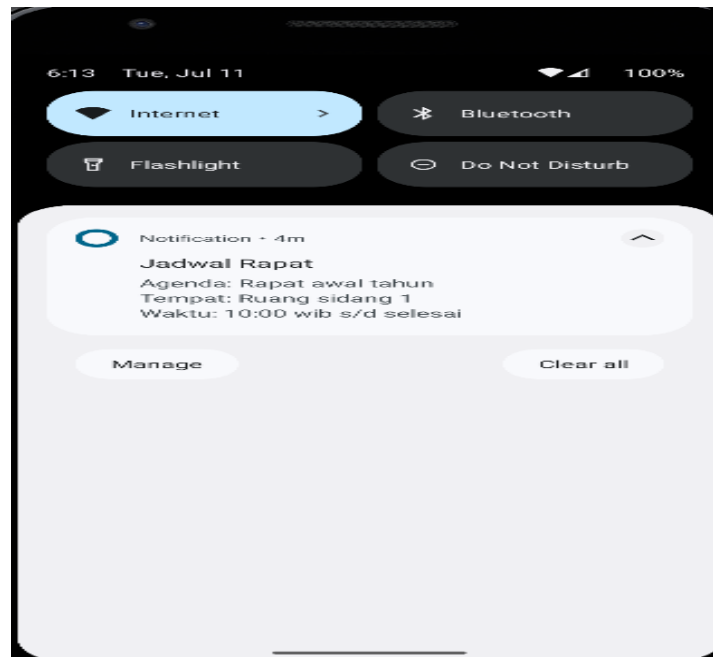 6:13 Tue, Jul 11 100%
Internet Bluetooth
Flashlight Do Not Disturb
Notification • 4m
Jadwal Rapat
Agenda: Rapat awal tahun
Tempat: Ruang sidang 1
Waktu: 10:00 wib s/d selesai
Manage Clear all